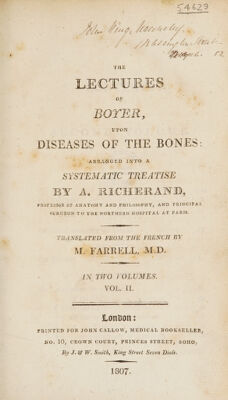 54629
John King,
THE
LECTURES
OF
BOYER,
UPON
DISEASES OF THE BONES:
ARRANGED INTO A
SYSTEMATIC TREATISE
BY A. RICHERAND,
PROFESSOR OF ANATOMY AND PHILOSOPHY, AND PRINCIPAL
SURGEON TO THE NORTHERN HOSPITAL AT PARIS.
TRANSLATED FROM THE FRENCH BY
M. FARRELL, M.D.
IN TWO VOLUMES.
VOL. II.
London:
PRINTED FOR JOHN CALLOW, MEDICAL BOOKSELLER,
NO. 10, CROWN COURT, PRINCES STREET, SOHO,
By J. & W. Smith, King Street Seven Dials.
1807.